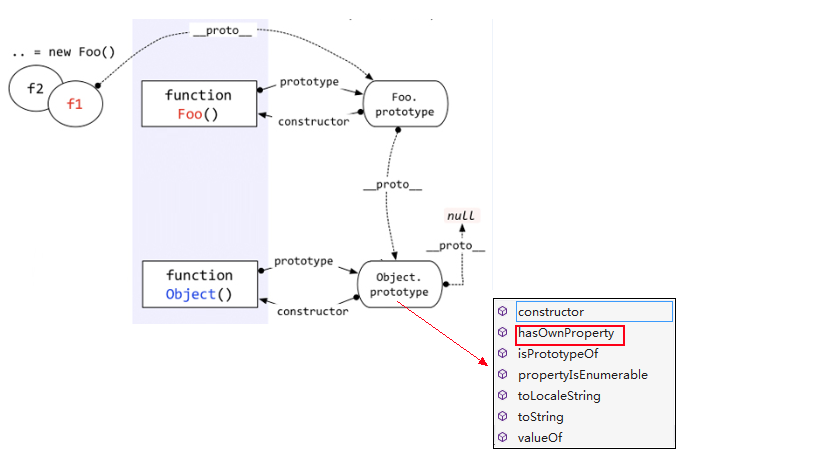 __proto__
.. = new Foo()
f2
f1
function
Foo()
prototype
constructor
Foo.
prototype
__proto__
null
__proto__
function
Object()
prototype
constructor
Object.
prototype
constructor
hasOwnProperty
isPrototypeOf
propertyIsEnumerable
toLocaleString
toString
valueOf